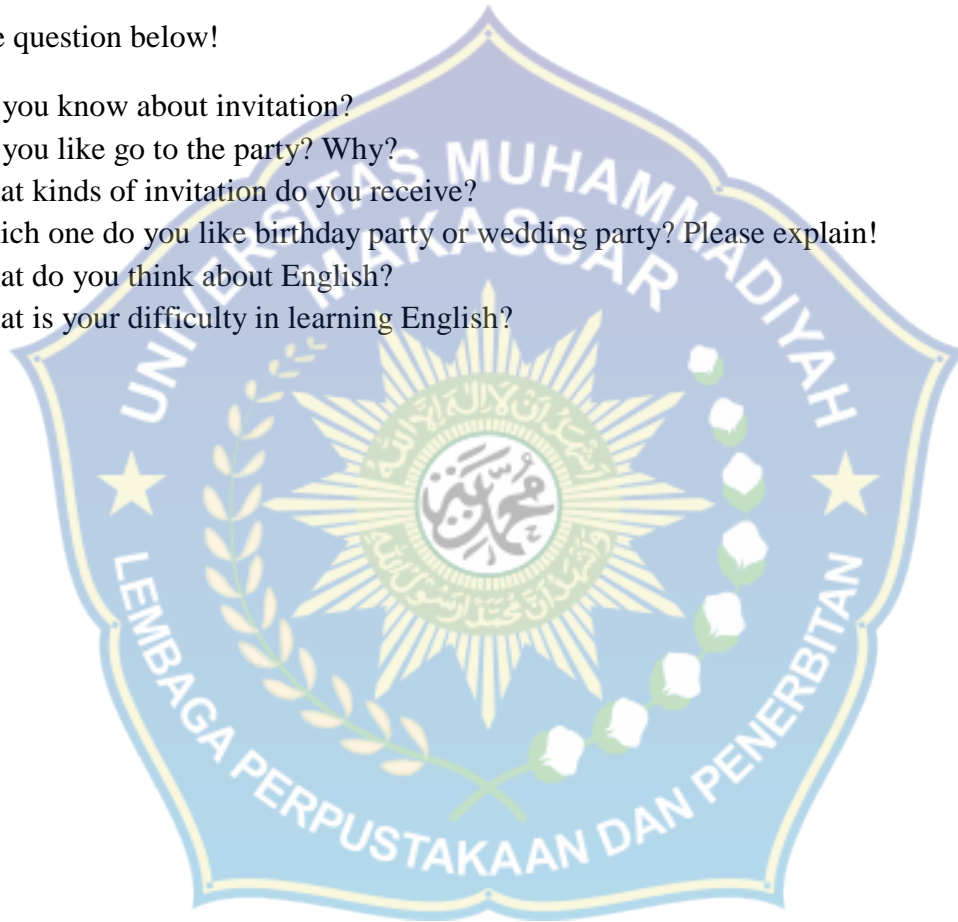 e question below!
you know about invitation?
you like go to the party? Why?
at kinds of invitation do you receive?
ich one do you like birthday party or wedding party? Please explain!
at do you think about English?
at is your difficulty in learning English?
UNIVERSITAS MUHAMMADIYAH
MAKASSAR
LEMBAGA PERPUSTAKAAN DAN PENERBITAN